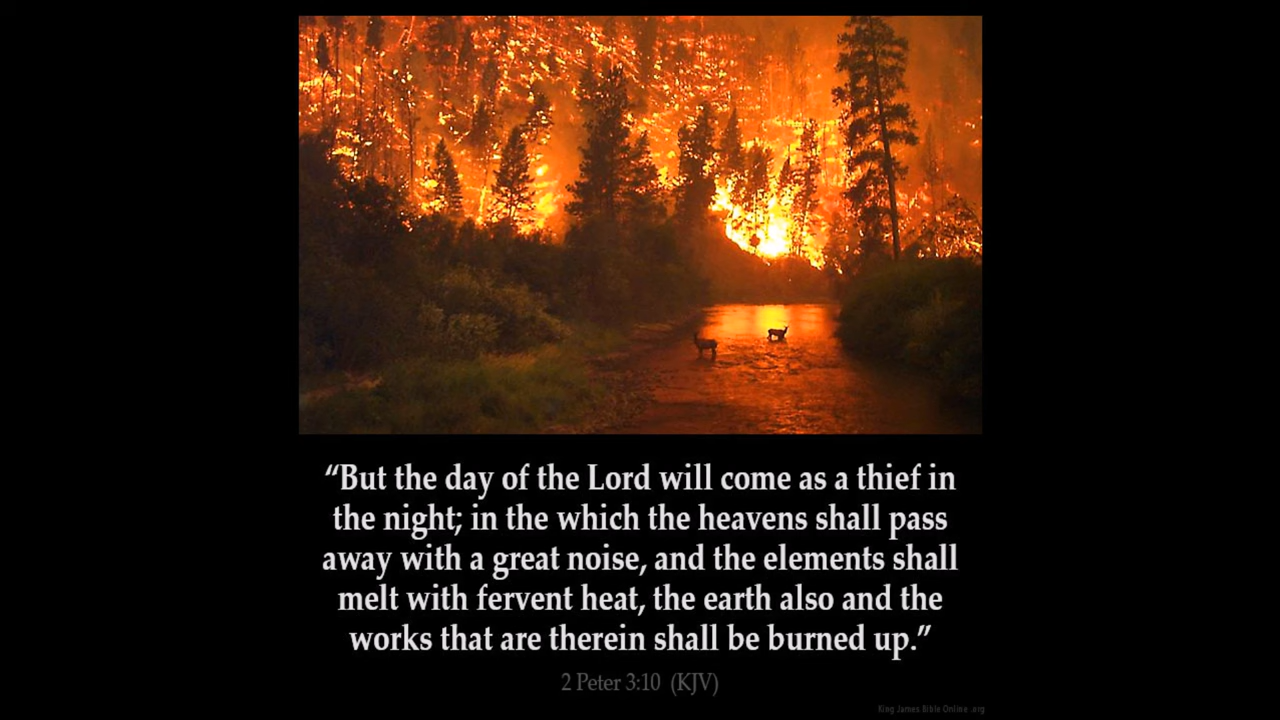 “But the day of the Lord will come as a thief in
the night; in the which the heavens shall pass
away with a great noise, and the elements shall
melt with fervent heat, the earth also and the
works that are therein shall be burned up.”
2 Peter 3:10 (KJV)
King James Bible Online .org